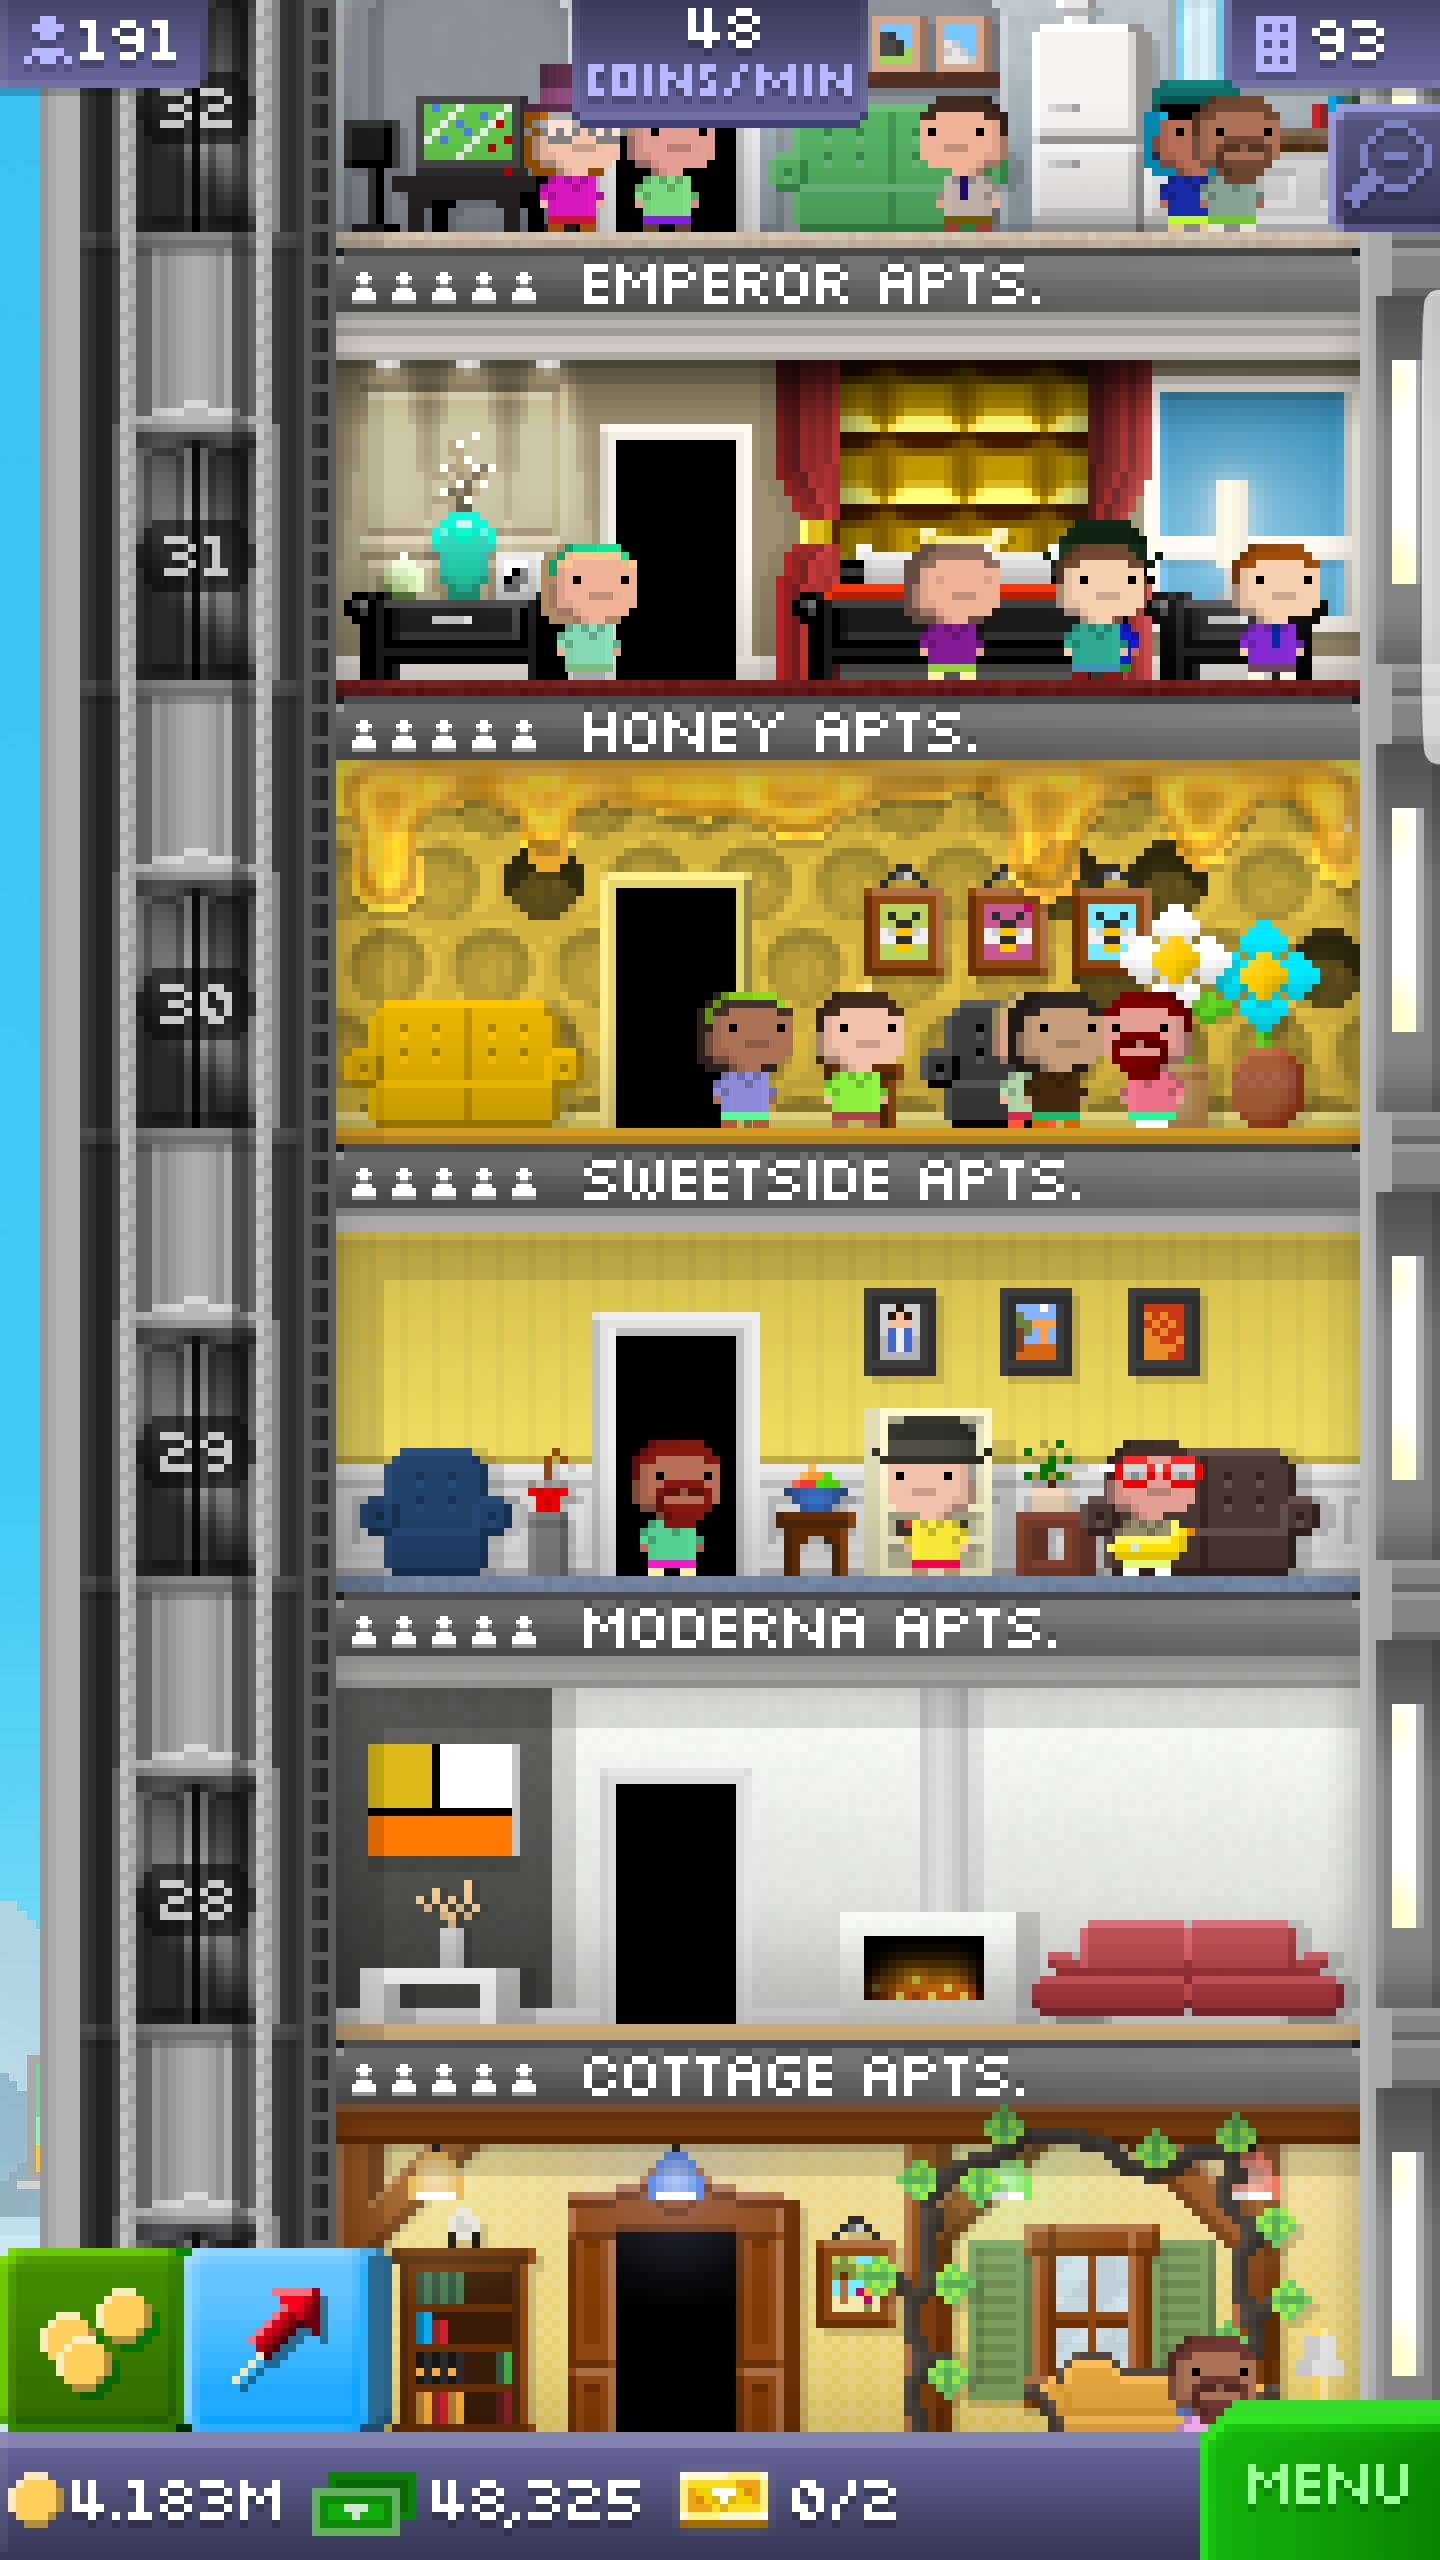 191
48
COINS/MIN
93
32
EMPEROR APTS.
31
HONEY APTS.
30
SWEETSIDE APTS.
29
MODERNA APTS.
28
COTTAGE APTS.
4.183M
48,325
0/2
MENU